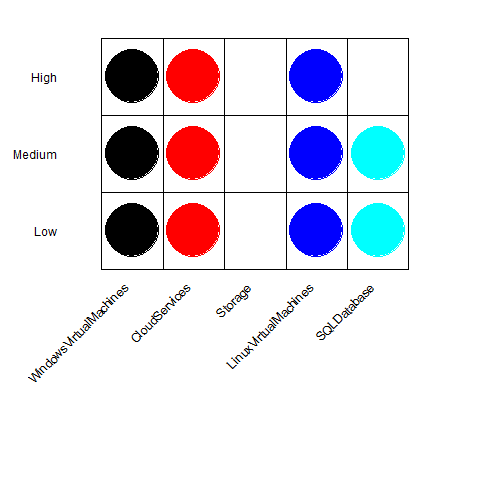 High
Medium
Low
WindowsVirtualMachines
CloudServices
Storage
LinuxVirtualMachines
SQLDatabase